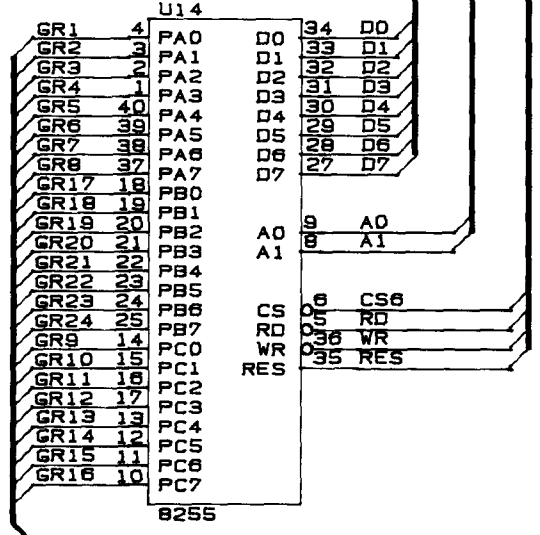 U14
GR1 4 PA0 D0 34 D0
GR2 3 PA1 D1 33 D1
GR3 2 PA2 D2 32 D2
GR4 1 PA3 D3 31 D3
GR5 40 PA4 D4 30 D4
GR6 39 PA5 D5 29 D5
GR7 38 PA6 D6 28 D6
GR8 37 PA7 D7 27 D7
GR17 18 PB0
GR18 19 PB1
GR19 20 PB2 A0 9 A0
GR20 21 PB3 A1 8 A1
GR21 22 PB4
GR22 23 PB5
GR23 24 PB6 CS 6 CS6
GR24 25 PB7 RD 5 RD
GR9 14 PC0 WR 36 WR
GR10 15 PC1 RES 35 RES
GR11 16 PC2
GR12 17 PC3
GR13 13 PC4
GR14 12 PC5
GR15 11 PC6
GR16 10 PC7
8255